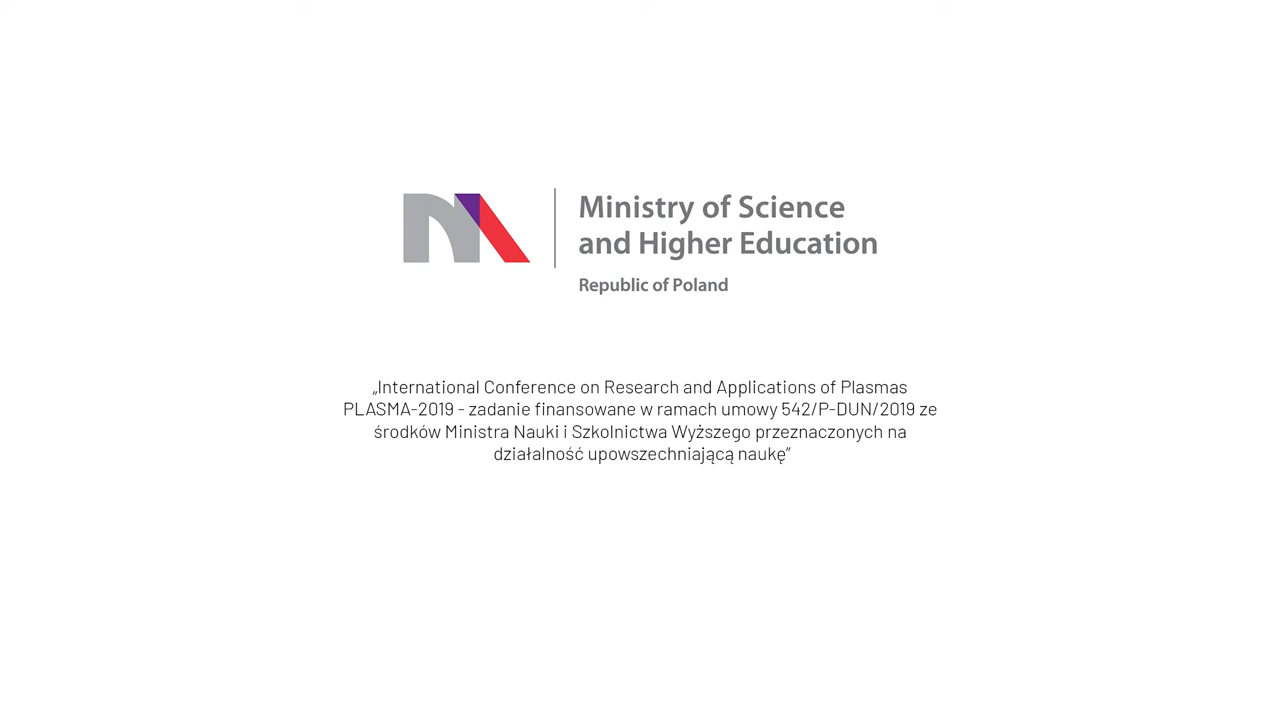 Ministry of Science
and Higher Education
Republic of Poland
„International Conference on Research and Applications of Plasmas
PLASMA-2019 - zadanie finansowane w ramach umowy 542/P-DUN/2019 ze
środków Ministra Nauki i Szkolnictwa Wyższego przeznaczonych na
działalność upowszechniającą naukę”